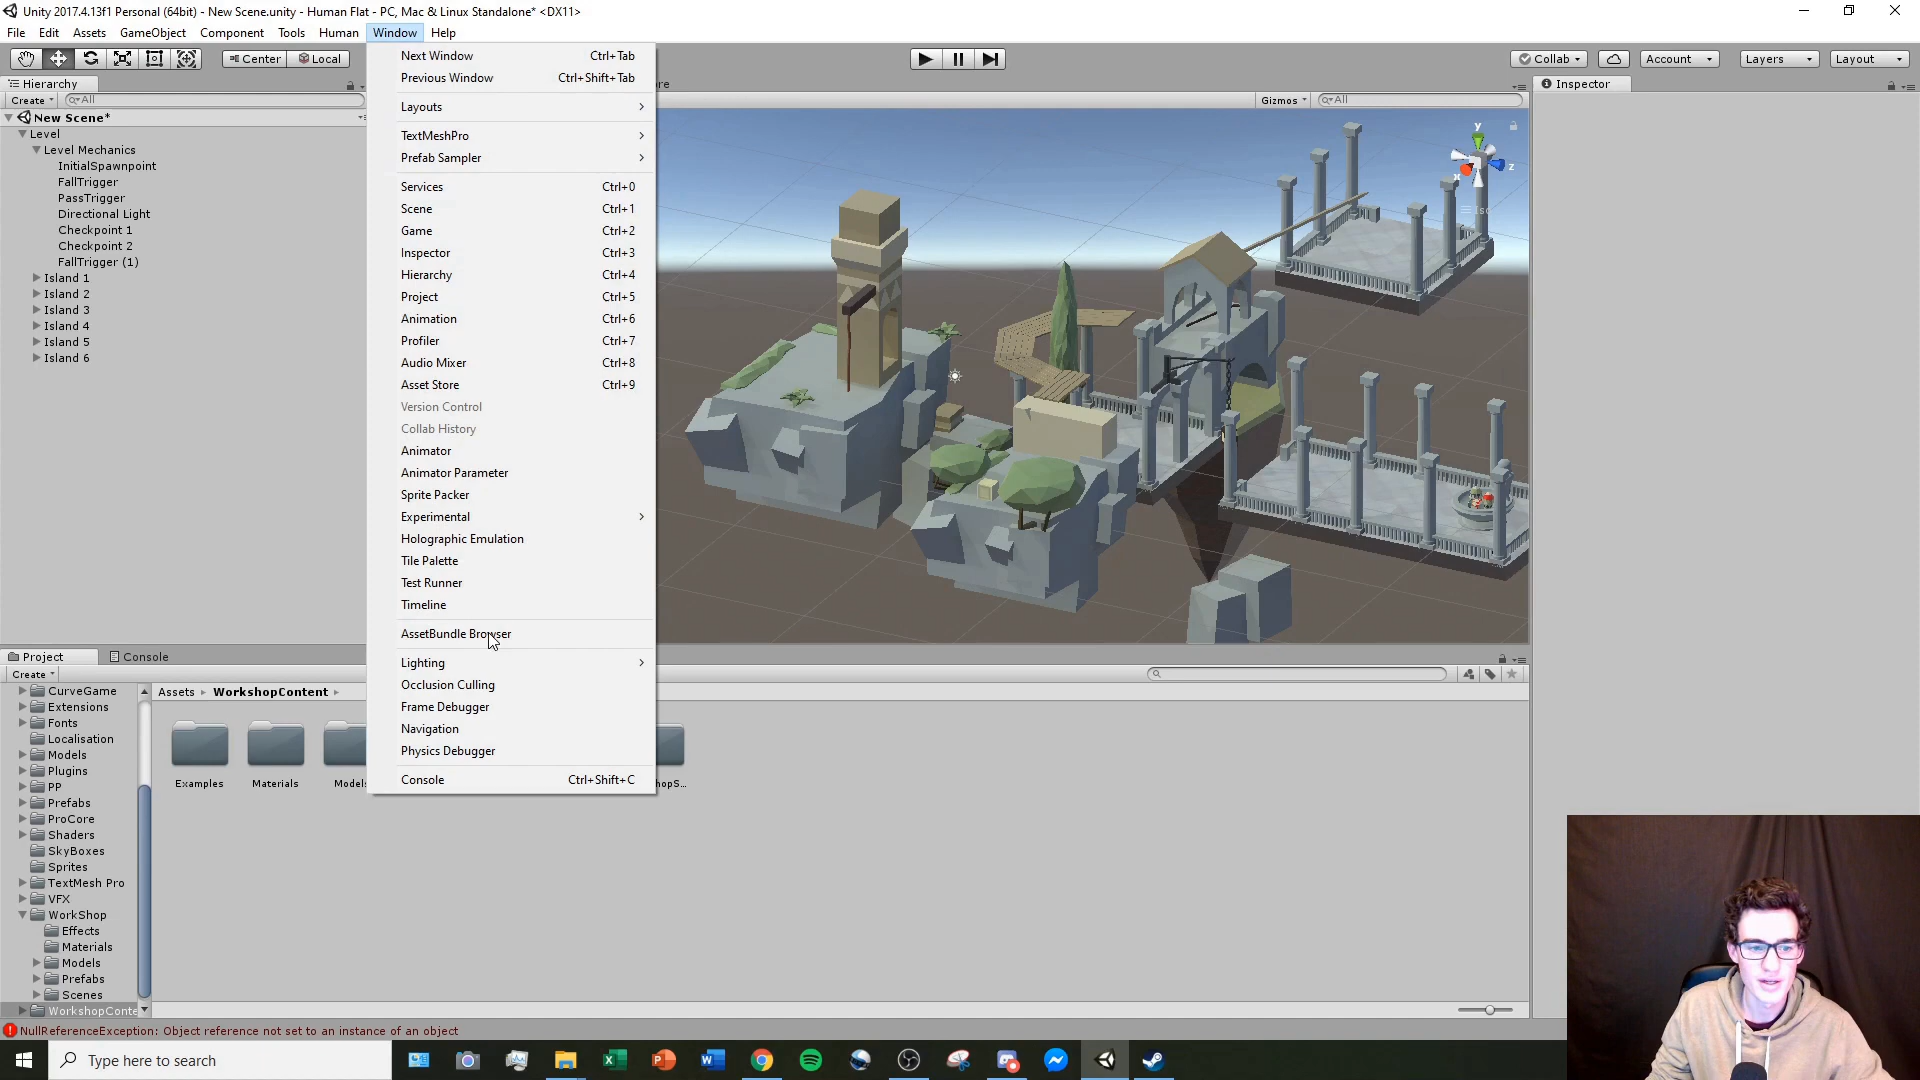 Unity 2017.4.13f1 Personal (64bit) - New Scene.unity - Human Flat - PC, Mac & Linux Standalone* <DX11>
File Edit Assets GameObject Component Tools Human Window Help
Center Local Collab Account Layers Layout
Hierarchy
Create All
New Scene*
Level
Level Mechanics
InitialSpawnpoint
FallTrigger
PassTrigger
Directional Light
Checkpoint 1
Checkpoint 2
FallTrigger (1)
Island 1
Island 2
Island 3
Island 4
Island 5
Island 6
Next Window Ctrl+Tab
Previous Window Ctrl+Shift+Tab
Layouts
TextMeshPro
Prefab Sampler
Services Ctrl+0
Scene Ctrl+1
Game Ctrl+2
Inspector Ctrl+3
Hierarchy Ctrl+4
Project Ctrl+5
Animation Ctrl+6
Profiler Ctrl+7
Audio Mixer Ctrl+8
Asset Store Ctrl+9
Version Control
Collab History
Animator
Animator Parameter
Sprite Packer
Experimental
Holographic Emulation
Tile Palette
Test Runner
Timeline
AssetBundle Browser
Lighting
Occlusion Culling
Frame Debugger
Navigation
Physics Debugger
Console Ctrl+Shift+C
re
Gizmos All
y
x
z
Iso
Inspector
Project Console
Create
CurveGame
Extensions
Fonts
Localisation
Models
Plugins
PP
Prefabs
ProCore
Shaders
SkyBoxes
Sprites
TextMesh Pro
VFX
WorkShop
Effects
Materials
Models
Prefabs
Scenes
WorkshopConte
Assets WorkshopContent
Examples Materials Models hopS...
NullReferenceException: Object reference not set to an instance of an object
Type here to search